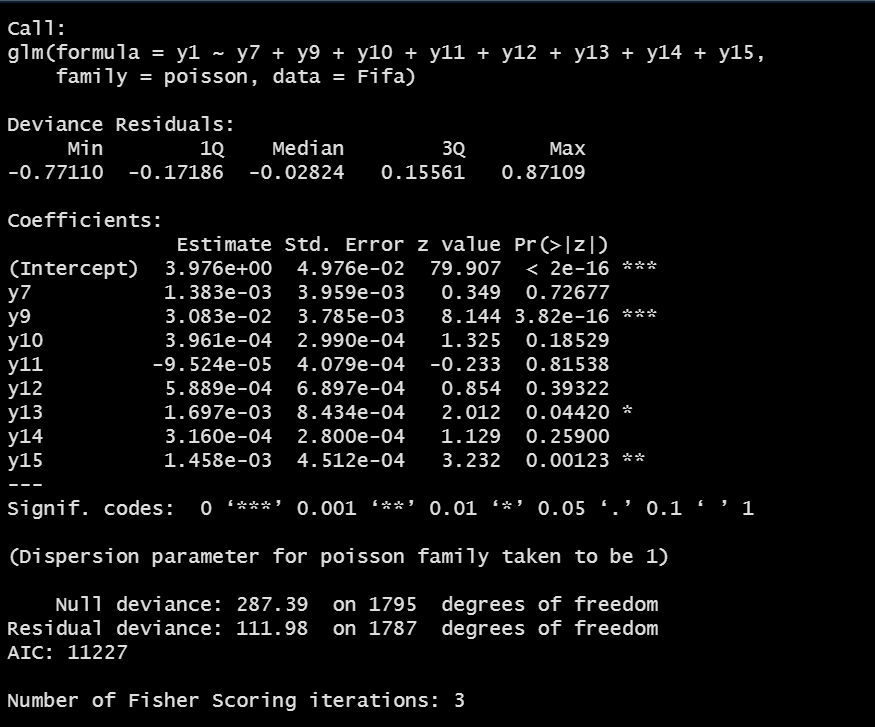 Call:
glm(formula = y1 ~ y7 + y9 + y10 + y11 + y12 + y13 + y14 + y15,
    family = poisson, data = Fifa)

Deviance Residuals:
     Min        1Q    Median        3Q       Max
-0.77110  -0.17186  -0.02824   0.15561   0.87109

Coefficients:
              Estimate Std. Error z value Pr(>|z|)
(Intercept)  3.976e+00  4.976e-02  79.907  < 2e-16 ***
y7           1.383e-03  3.959e-03   0.349  0.72677
y9           3.083e-02  3.785e-03   8.144 3.82e-16 ***
y10          3.961e-04  2.990e-04   1.325  0.18529
y11         -9.524e-05  4.079e-04  -0.233  0.81538
y12          5.889e-04  6.897e-04   0.854  0.39322
y13          1.697e-03  8.434e-04   2.012  0.04420 *
y14          3.160e-04  2.800e-04   1.129  0.25900
y15          1.458e-03  4.512e-04   3.232  0.00123 **
---
Signif. codes:  0 ‘***’ 0.001 ‘**’ 0.01 ‘*’ 0.05 ‘.’ 0.1 ‘ ’ 1

(Dispersion parameter for poisson family taken to be 1)

    Null deviance: 287.39  on 1795  degrees of freedom
Residual deviance: 111.98  on 1787  degrees of freedom
AIC: 11227

Number of Fisher Scoring iterations: 3